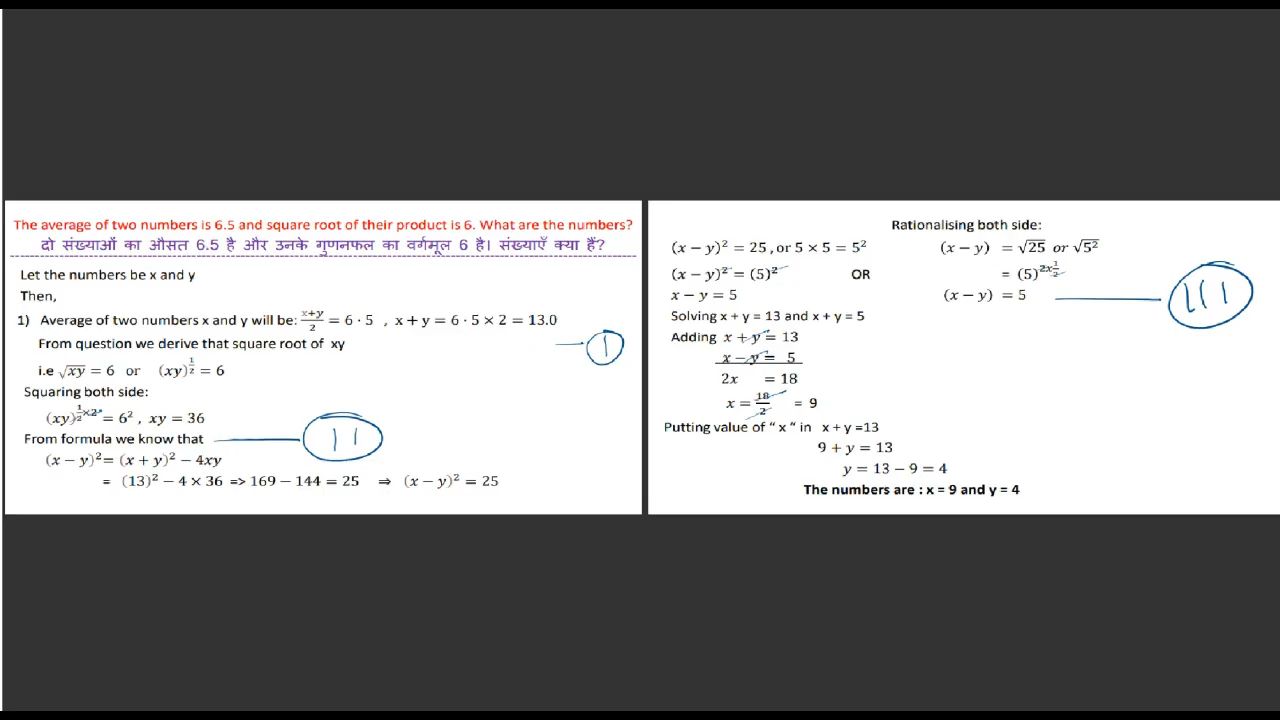 The average of two numbers is 6.5 and square root of their product is 6. What are the numbers?
दो संख्याओं का औसत 6.5 है और उनके गुणनफल का वर्गमूल 6 है। संख्याएँ क्या हैं?
Let the numbers be x and y
Then,
1) Average of two numbers x and y will be: \frac{x+y}{2} = 6 · 5 , x + y = 6 · 5 × 2 = 13.0
From question we derive that square root of xy
I
i.e √xy = 6 or (xy)^{\frac{1}{2}} = 6
Squaring both side:
(xy)^{\frac{1}{2}×2} = 6² , xy = 36
From formula we know that
II
(x − y)² = (x + y)² − 4xy
= (13)² − 4 × 36 => 169 − 144 = 25 ⇒ (x − y)² = 25
Rationalising both side:
(x − y)² = 25 , or 5 × 5 = 5² (x − y) = √25 or √5²
(x − y)² = (5)² OR = (5)^{2x\frac{1}{2}}
x − y = 5 (x − y) = 5
III
Solving x + y = 13 and x + y = 5
Adding x + y = 13
x − y = 5
2x = 18
x = \frac{18}{2} = 9
Putting value of “ x “ in x + y =13
9 + y = 13
y = 13 − 9 = 4
The numbers are : x = 9 and y = 4